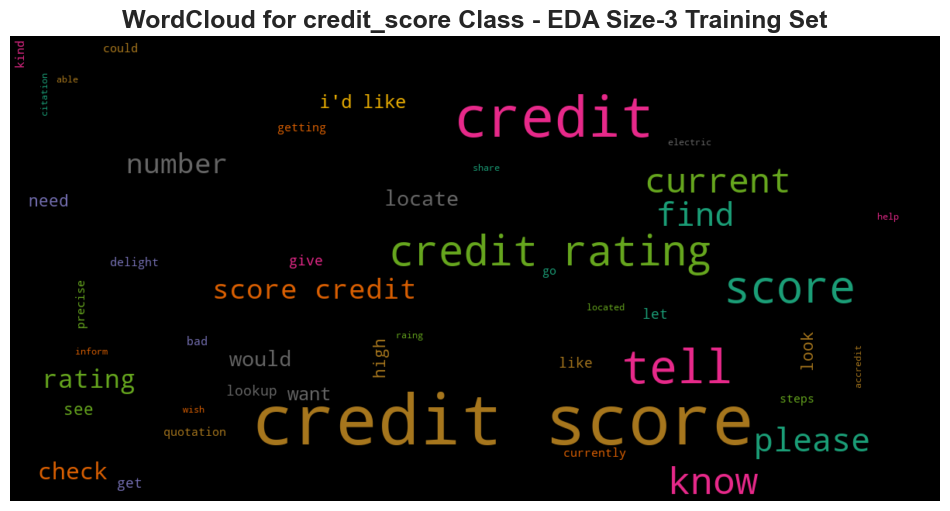 WordCloud for credit_score Class - EDA Size-3 Training Set
kind
could
able
citation
i'd like
credit
getting
electric
number
share
current
need
locate
find
help
credit rating
delight
give
go
score
precise
score credit
located
let
bad
raing
high
look
inform
would
like
tell
accredit
rating
lookup
want
steps
see
wish
credit score
quotation
please
currently
check
get
know